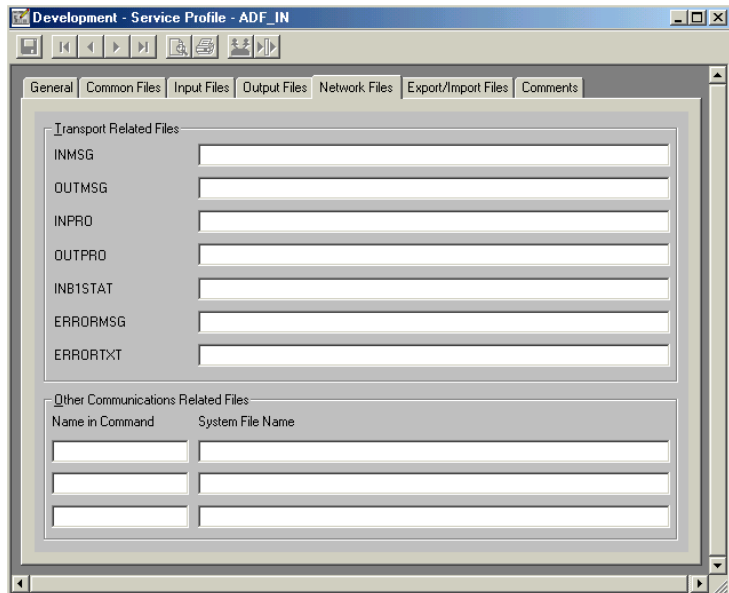 Development - Service Profile - ADF_IN
General Common Files Input Files Output Files Network Files Export/Import Files Comments
Transport Related Files
INMSG
OUTMSG
INPRO
OUTPRO
INB1STAT
ERRORMSG
ERRORTXT
Other Communications Related Files
Name in Command System File Name